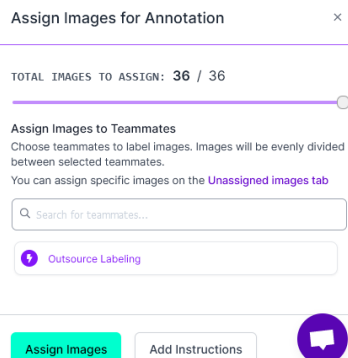 Assign Images for Annotation ×
TOTAL IMAGES TO ASSIGN: 36 / 36
Assign Images to Teammates
Choose teammates to label images. Images will be evenly divided
between selected teammates.
You can assign specific images on the Unassigned images tab
Search for teammates...
Outsource Labeling
Assign Images Add Instructions